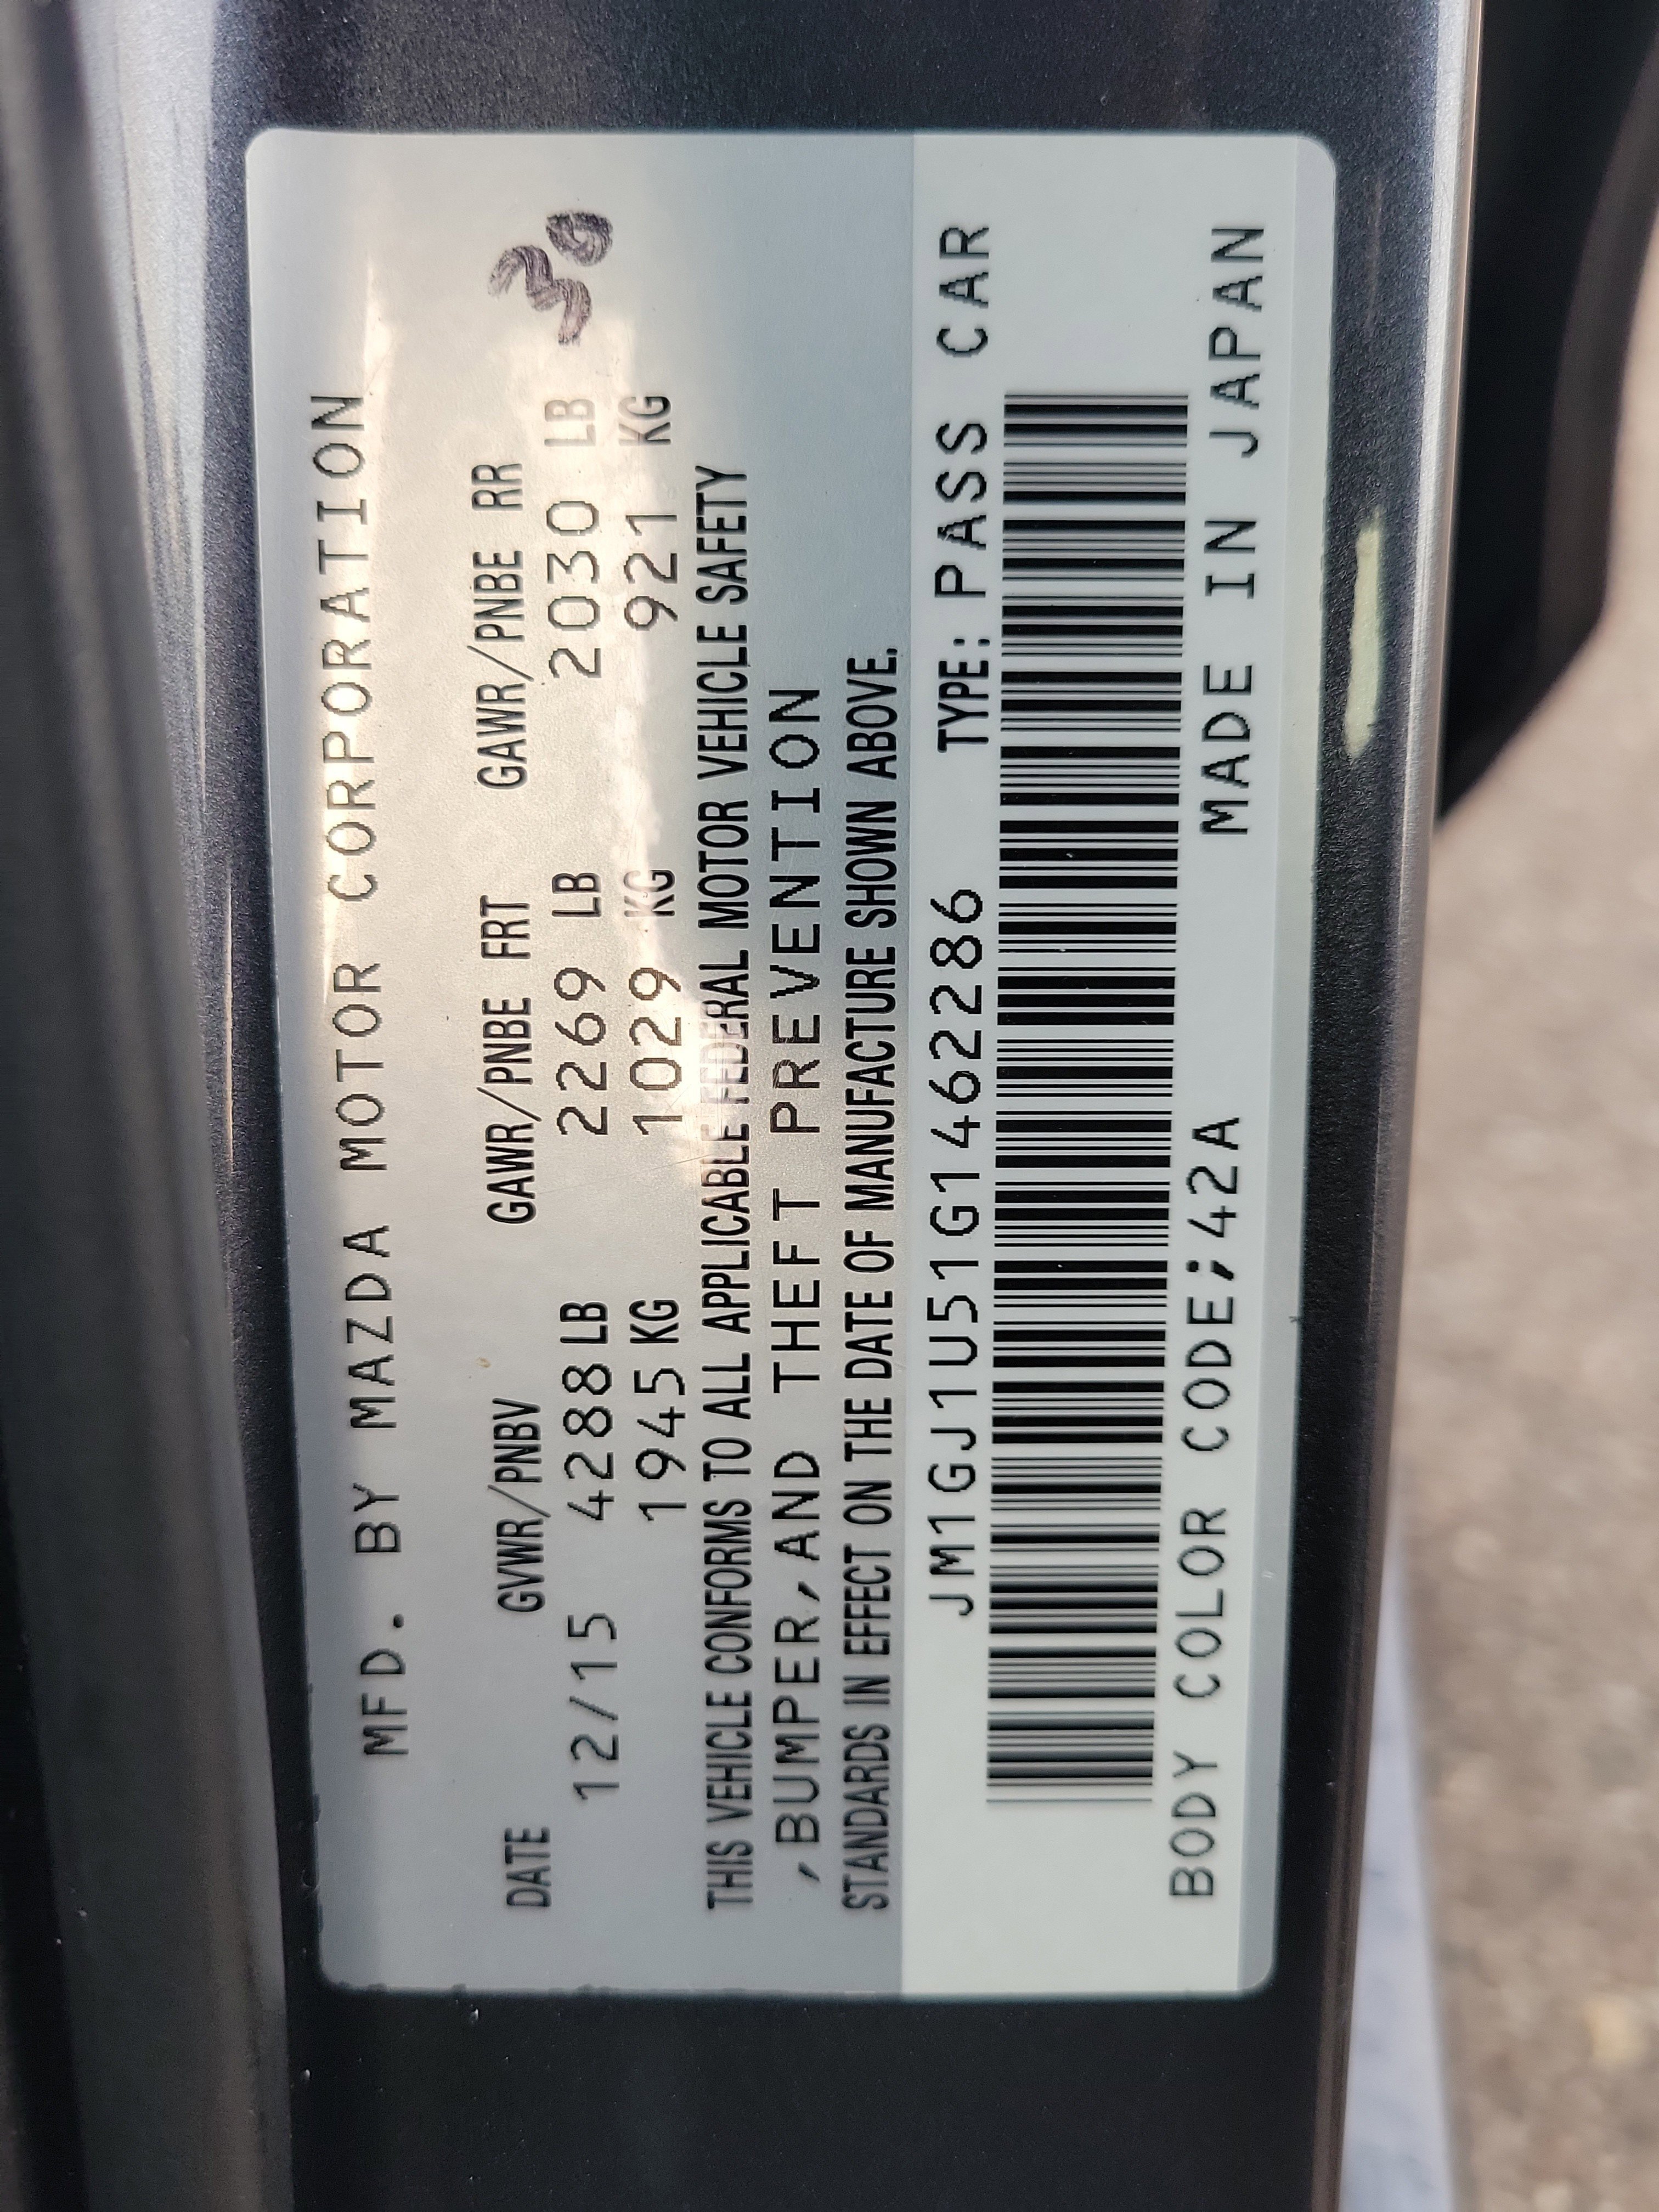 MFD. BY MAZDA MOTOR CORPORATION
DATE GVWR/PNBV GAWR/PNBE FRT GAWR/PNBE RR
12/15 4288 LB 2269 LB 2030 LB 30
1945 KG 1029 KG 921 KG
THIS VEHICLE CONFORMS TO ALL APPLICABLE FEDERAL MOTOR VEHICLE SAFETY
,BUMPER,AND THEFT PREVENTION
STANDARDS IN EFFECT ON THE DATE OF MANUFACTURE SHOWN ABOVE.
JM1GJ1U51G1462286 TYPE: PASS CAR
BODY COLOR CODE;42A MADE IN JAPAN